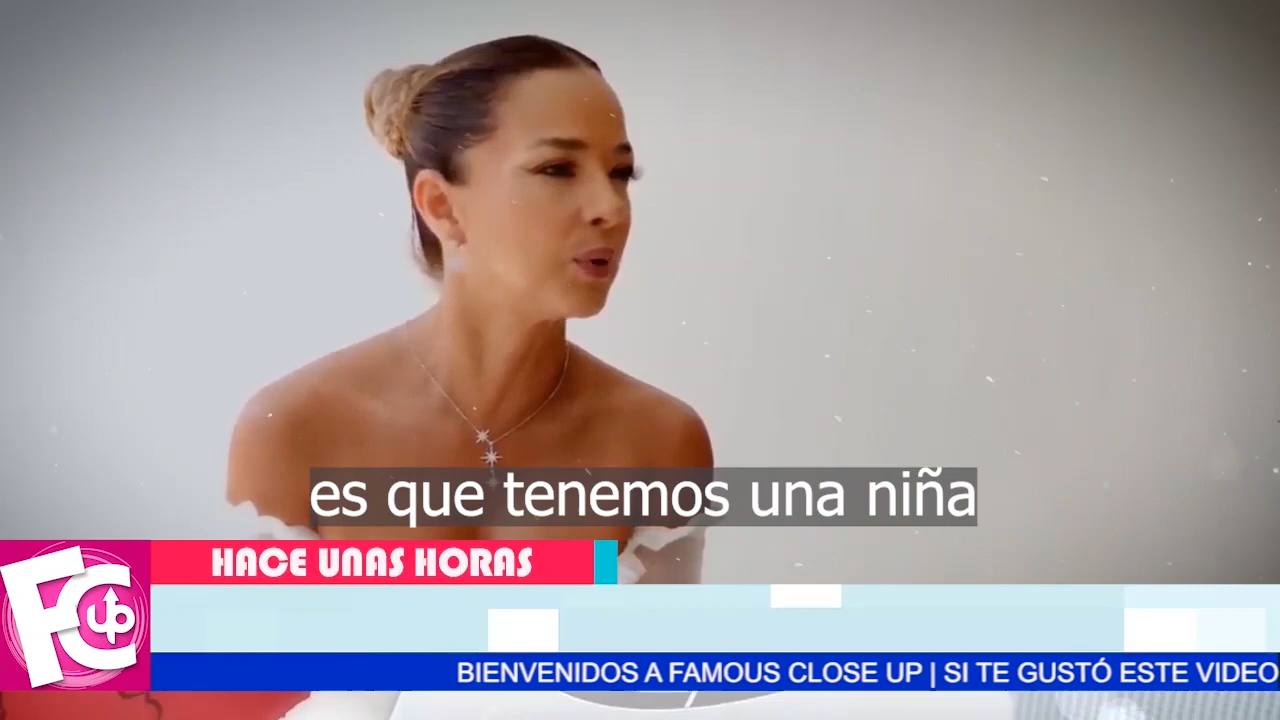 es que tenemos una niña
HACE UNAS HORAS
FC up
BIENVENIDOS A FAMOUS CLOSE UP | SI TE GUSTÓ ESTE VIDEO